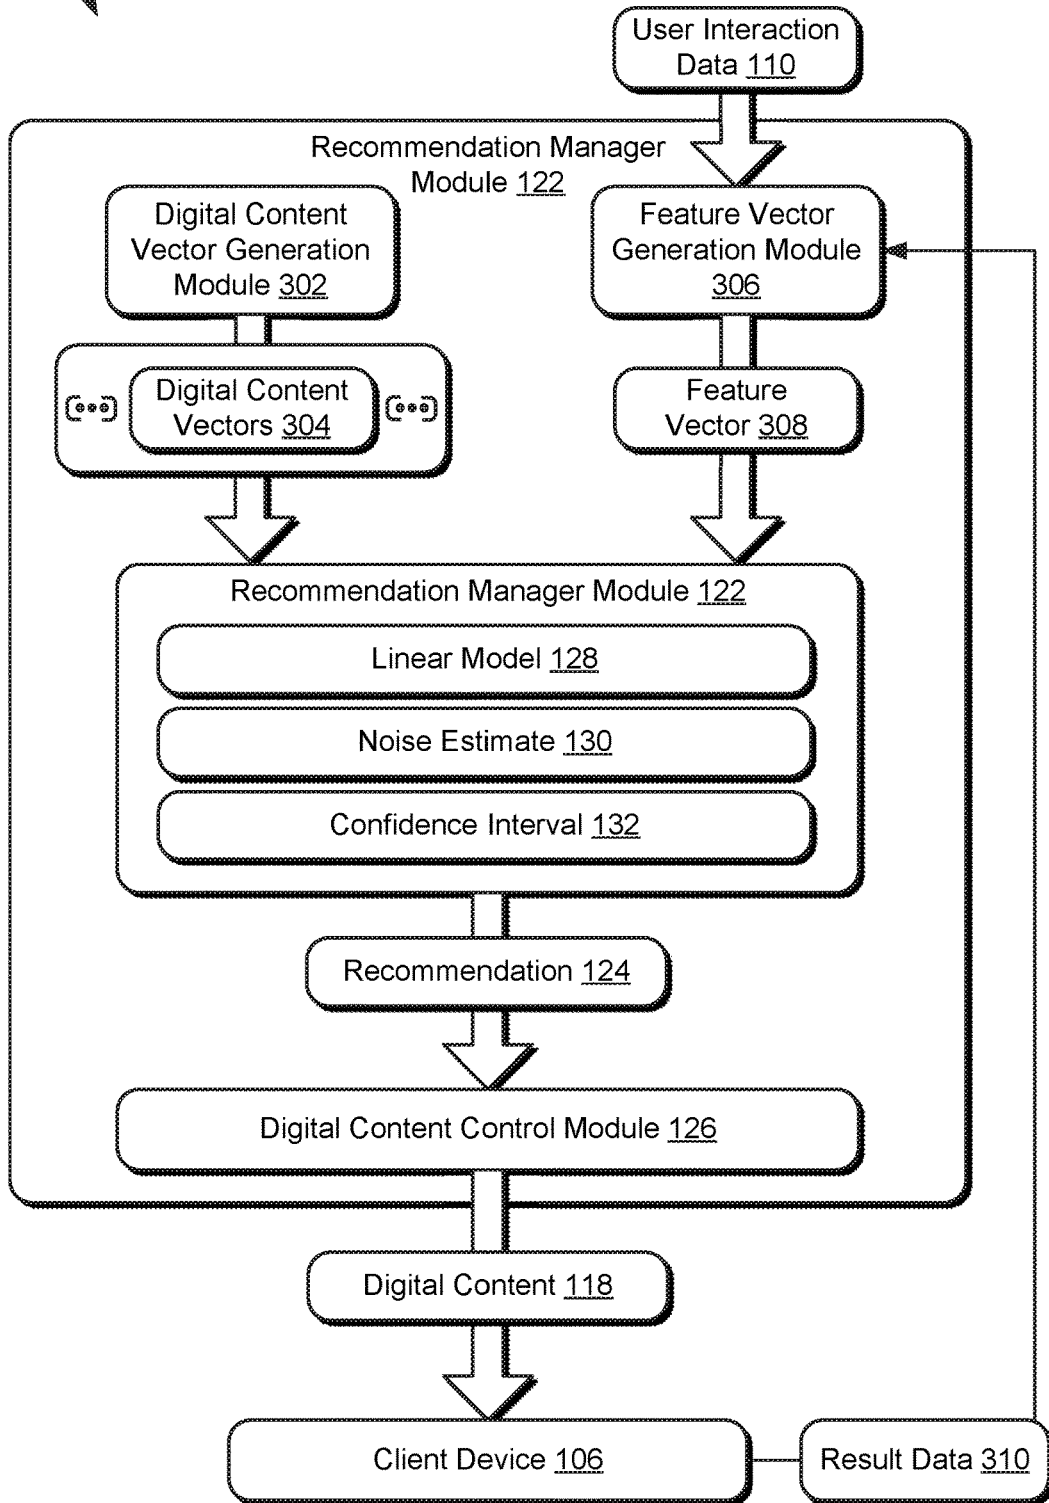 User Interaction
Data 110
Recommendation Manager
Module 122
Digital Content
Vector Generation
Module 302
Feature Vector
Generation Module
306
Digital Content
Vectors 304
Feature
Vector 308
Recommendation Manager Module 122
Linear Model 128
Noise Estimate 130
Confidence Interval 132
Recommendation 124
Digital Content Control Module 126
Digital Content 118
Client Device 106
Result Data 310